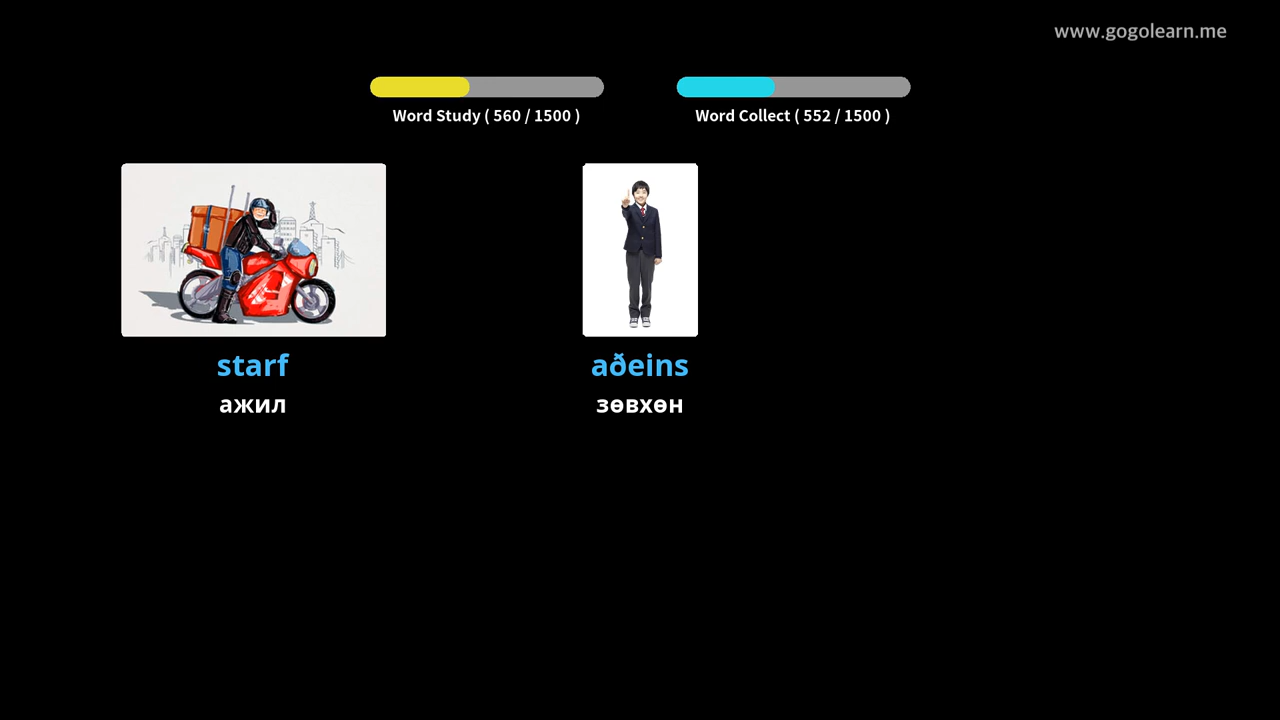 www.gogolearn.me
Word Study ( 560 / 1500 )
Word Collect ( 552 / 1500 )
starf
ажил
aðeins
зөвхөн